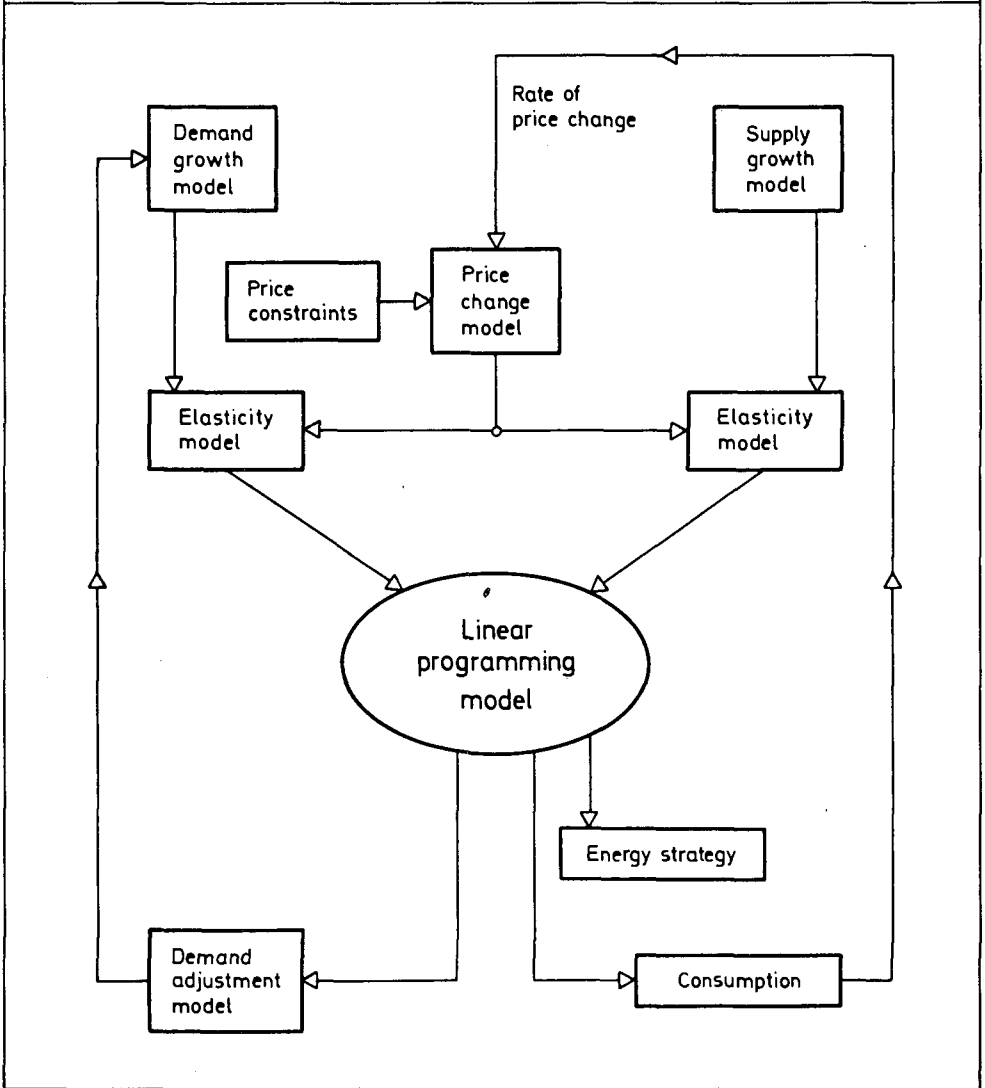 Rate of
price change
Demand
growth
model
Supply
growth
model
Price
constraints
Price
change
model
Elasticity
model
Elasticity
model
Linear
programming
model
Energy strategy
Demand
adjustment
model
Consumption